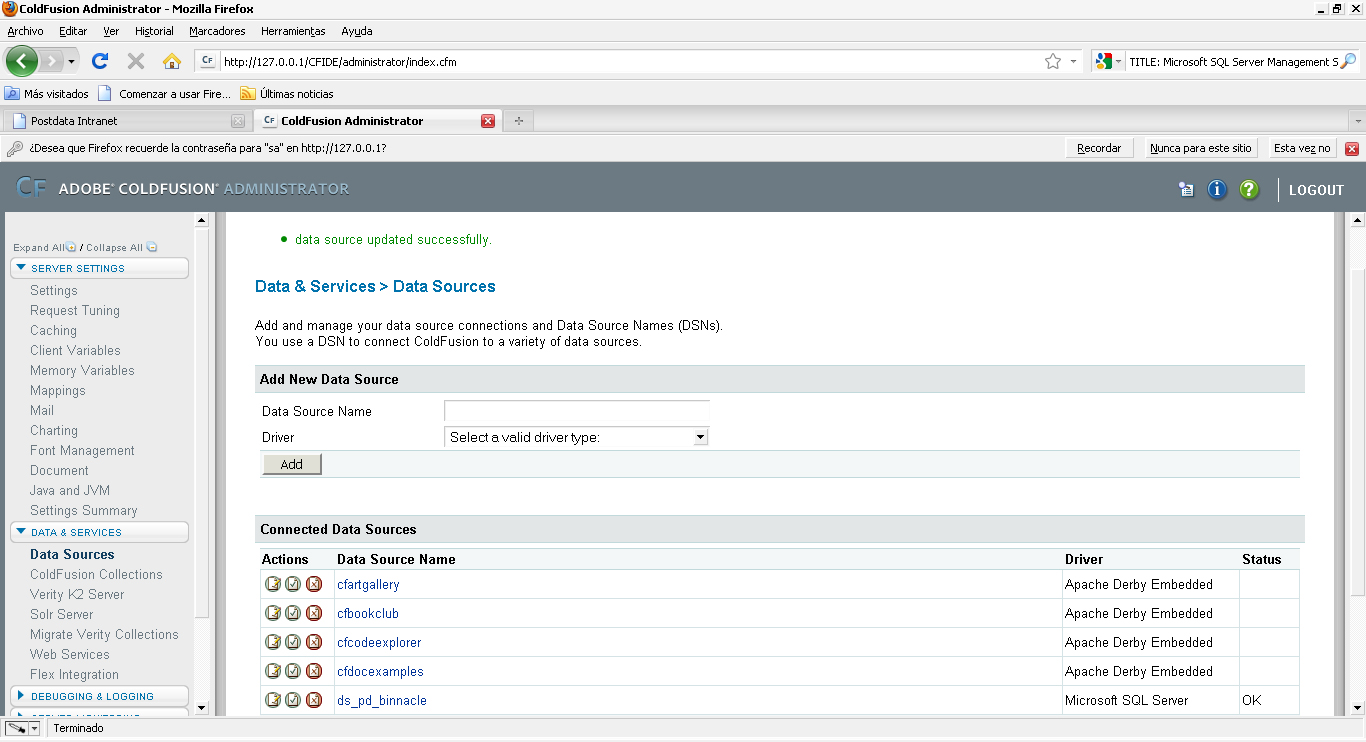 ColdFusion Administrator - Mozilla Firefox
Archivo Editar Ver Historial Marcadores Herramientas Ayuda
CF http://127.0.0.1/CFIDE/administrator/index.cfm TITLE: Microsoft SQL Server Management S
Más visitados Comenzar a usar Fire... Últimas noticias
Postdata Intranet CF ColdFusion Administrator
¿Desea que Firefox recuerde la contraseña para "sa" en http://127.0.0.1? Recordar Nunca para este sitio Esta vez no
CF ADOBE® COLDFUSION® ADMINISTRATOR LOGOUT
Expand All / Collapse All
SERVER SETTINGS
Settings
Request Tuning
Caching
Client Variables
Memory Variables
Mappings
Mail
Charting
Font Management
Document
Java and JVM
Settings Summary
DATA & SERVICES
Data Sources
ColdFusion Collections
Verity K2 Server
Solr Server
Migrate Verity Collections
Web Services
Flex Integration
DEBUGGING & LOGGING
data source updated successfully.
Data & Services > Data Sources
Add and manage your data source connections and Data Source Names (DSNs).
You use a DSN to connect ColdFusion to a variety of data sources.
Add New Data Source
Data Source Name
Driver Select a valid driver type:
Add
Connected Data Sources
Actions Data Source Name Driver Status
cfartgallery Apache Derby Embedded
cfbookclub Apache Derby Embedded
cfcodeexplorer Apache Derby Embedded
cfdocexamples Apache Derby Embedded
ds_pd_binnacle Microsoft SQL Server OK
Terminado